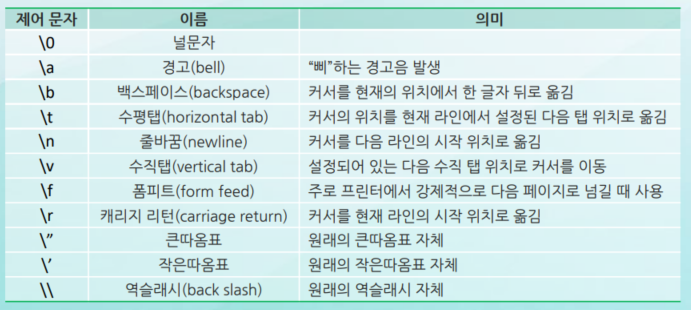 제어 문자 이름 의미
\0 널문자
\a 경고(bell) “삐”하는 경고음 발생
\b 백스페이스(backspace) 커서를 현재의 위치에서 한 글자 뒤로 옮김
\t 수평탭(horizontal tab) 커서의 위치를 현재 라인에서 설정된 다음 탭 위치로 옮김
\n 줄바꿈(newline) 커서를 다음 라인의 시작 위치로 옮김
\v 수직탭(vertical tab) 설정되어 있는 다음 수직 탭 위치로 커서를 이동
\f 폼피트(form feed) 주로 프린터에서 강제적으로 다음 페이지로 넘길 때 사용
\r 캐리지 리턴(carriage return) 커서를 현재 라인의 시작 위치로 옮김
\” 큰따옴표 원래의 큰따옴표 자체
\’ 작은따옴표 원래의 작은따옴표 자체
\\ 역슬래시(back slash) 원래의 역슬래시 자체